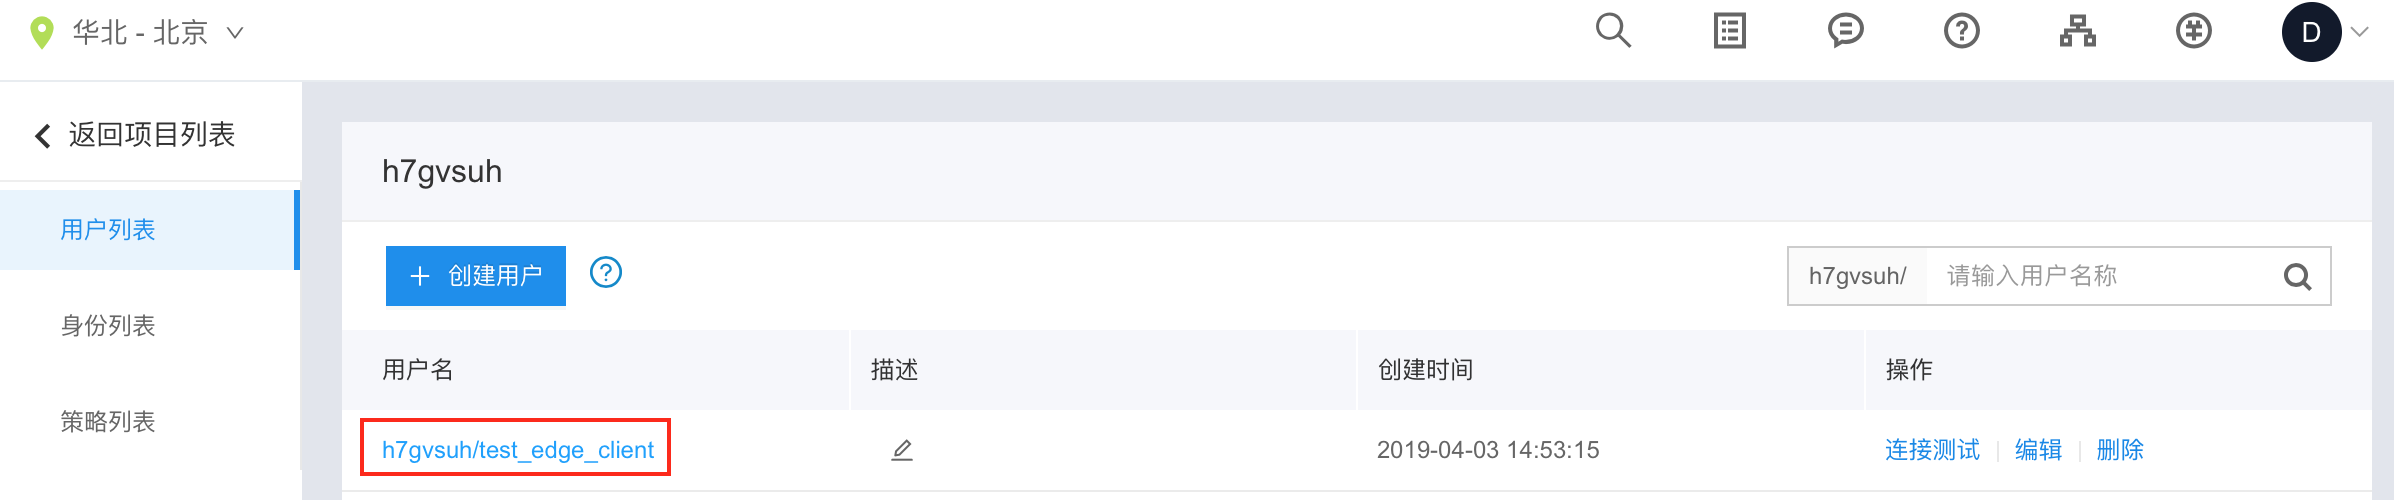 华北 - 北京
D
返回项目列表
用户列表
身份列表
策略列表
h7gvsuh
+ 创建用户
h7gvsuh/ 请输入用户名称
用户名 描述 创建时间 操作
h7gvsuh/test_edge_client 2019-04-03 14:53:15 连接测试 | 编辑 | 删除